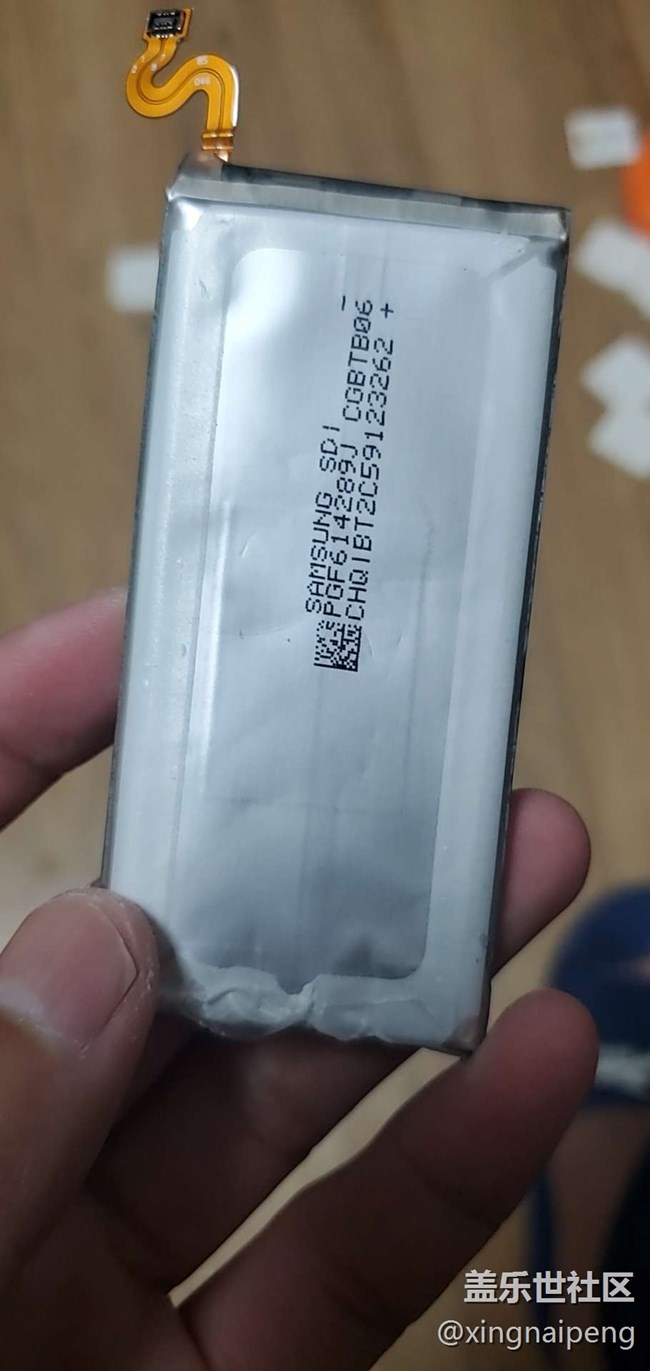 SAMSUNG SDI
PGF614289J CGBTB06
CHQIBT2C59123262
- +
盖乐世社区
@xingnaipeng